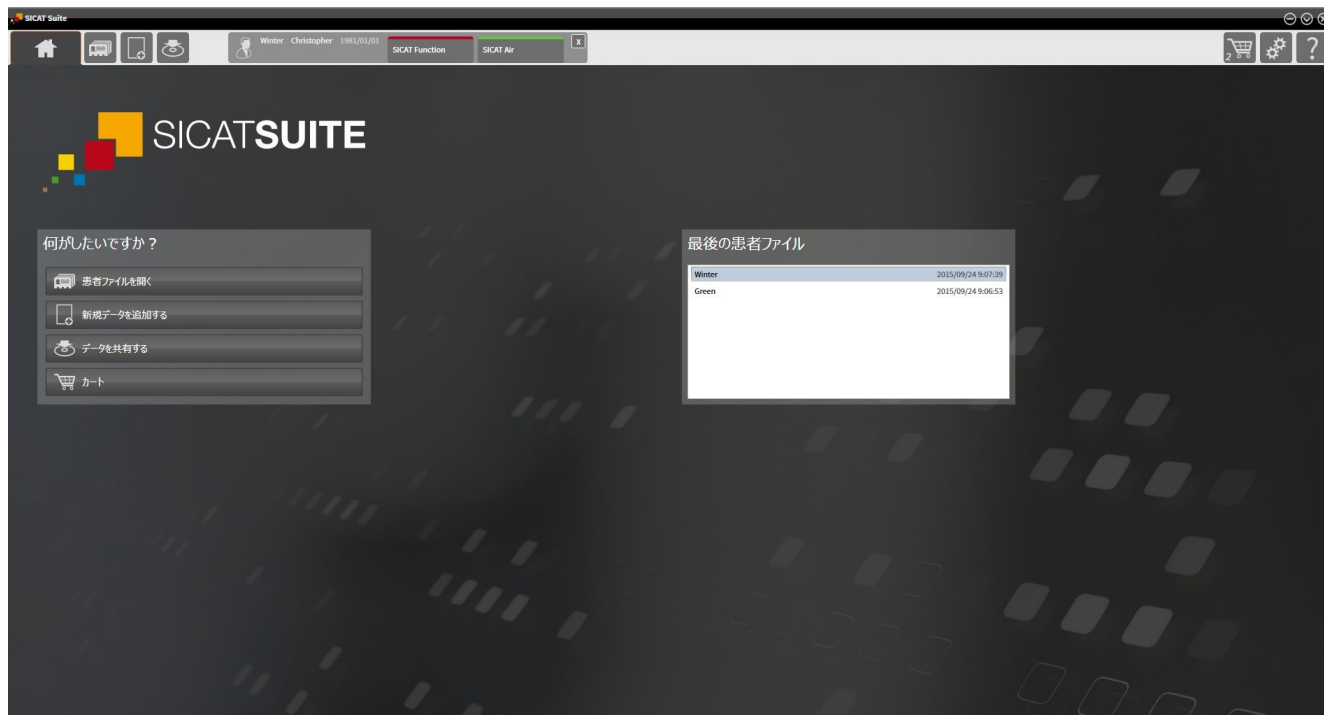 SICAT Suite
Winter Christopher 1981/01/01
SICAT Function
SICAT Air
X
2
?
SICATSUITE
何がしたいですか？
患者ファイルを開く
新規データを追加する
データを共有する
カート
最後の患者ファイル
Winter 2015/09/24 9:07:39
Green 2015/09/24 9:06:53